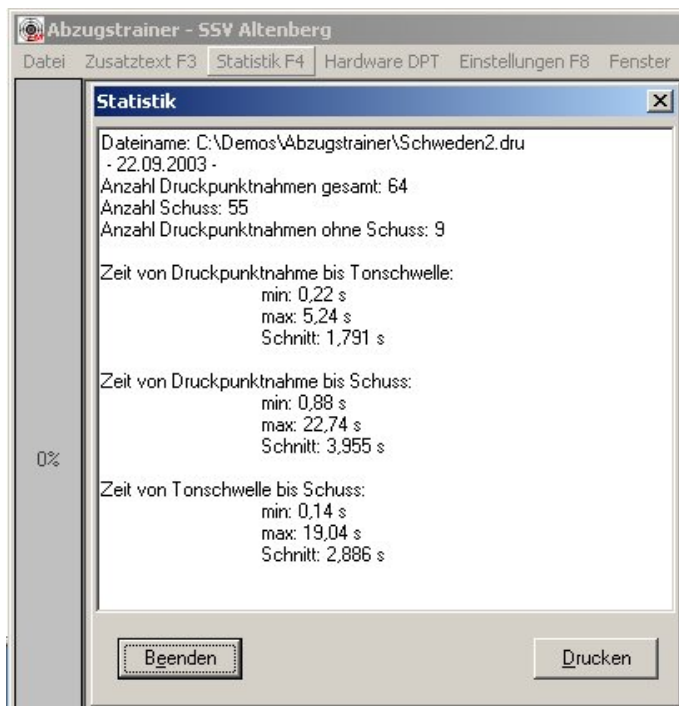 Abzugstrainer - SSV Altenberg
Datei Zusatztext F3 Statistik F4 Hardware DPT Einstellungen F8 Fenster
Statistik
Dateiname: C:\Demos\Abzugstrainer\Schweden2.dru
- 22.09.2003 -
Anzahl Druckpunktnahmen gesamt: 64
Anzahl Schuss: 55
Anzahl Druckpunktnahmen ohne Schuss: 9
Zeit von Druckpunktnahme bis Tonschwelle:
min: 0,22 s
max: 5,24 s
Schnitt: 1,791 s
Zeit von Druckpunktnahme bis Schuss:
min: 0,88 s
max: 22,74 s
Schnitt: 3,955 s
0%
Zeit von Tonschwelle bis Schuss:
min: 0,14 s
max: 19,04 s
Schnitt: 2,886 s
Beenden Drucken